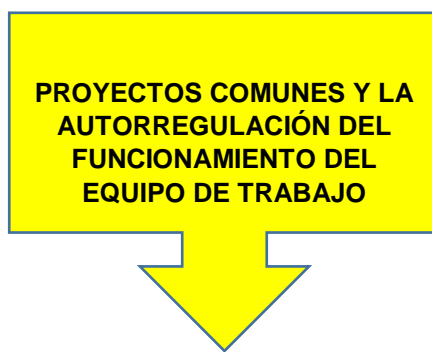 PROYECTOS COMUNES Y LA
AUTORREGULACIÓN DEL
FUNCIONAMIENTO DEL
EQUIPO DE TRABAJO